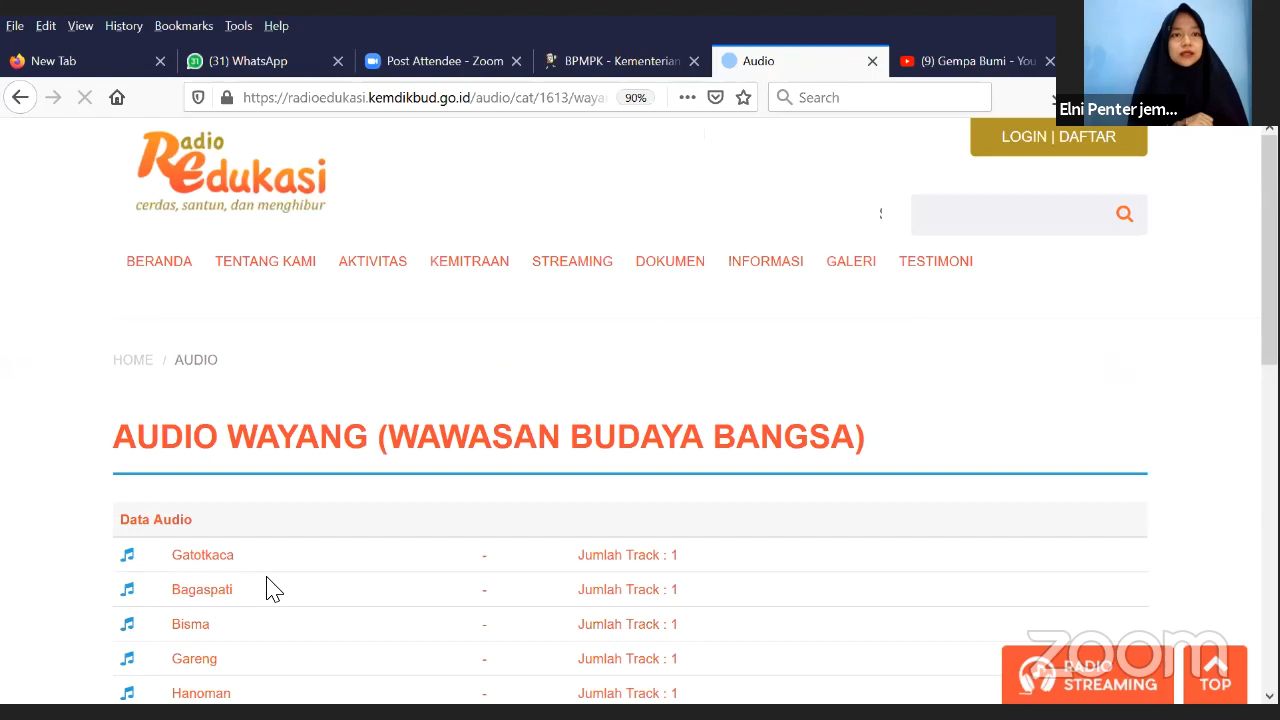 File Edit View History Bookmarks Tools Help
New Tab
(31) WhatsApp
Post Attendee - Zoom
BPMPK - Kementerian
Audio
(9) Gempa Bumi - You
https://radioedukasi.kemdikbud.go.id/audio/cat/1613/waya
90%
Search
Elni Penterjem...
Radio
Edukasi
cerdas, santun, dan menghibur
LOGIN | DAFTAR
BERANDA TENTANG KAMI AKTIVITAS KEMITRAAN STREAMING DOKUMEN INFORMASI GALERI TESTIMONI
HOME / AUDIO
AUDIO WAYANG (WAWASAN BUDAYA BANGSA)
Data Audio
Gatotkaca - Jumlah Track : 1
Bagaspati - Jumlah Track : 1
Bisma - Jumlah Track : 1
Gareng - Jumlah Track : 1
Hanoman - Jumlah Track : 1
zoom
RADIO
STREAMING
TOP